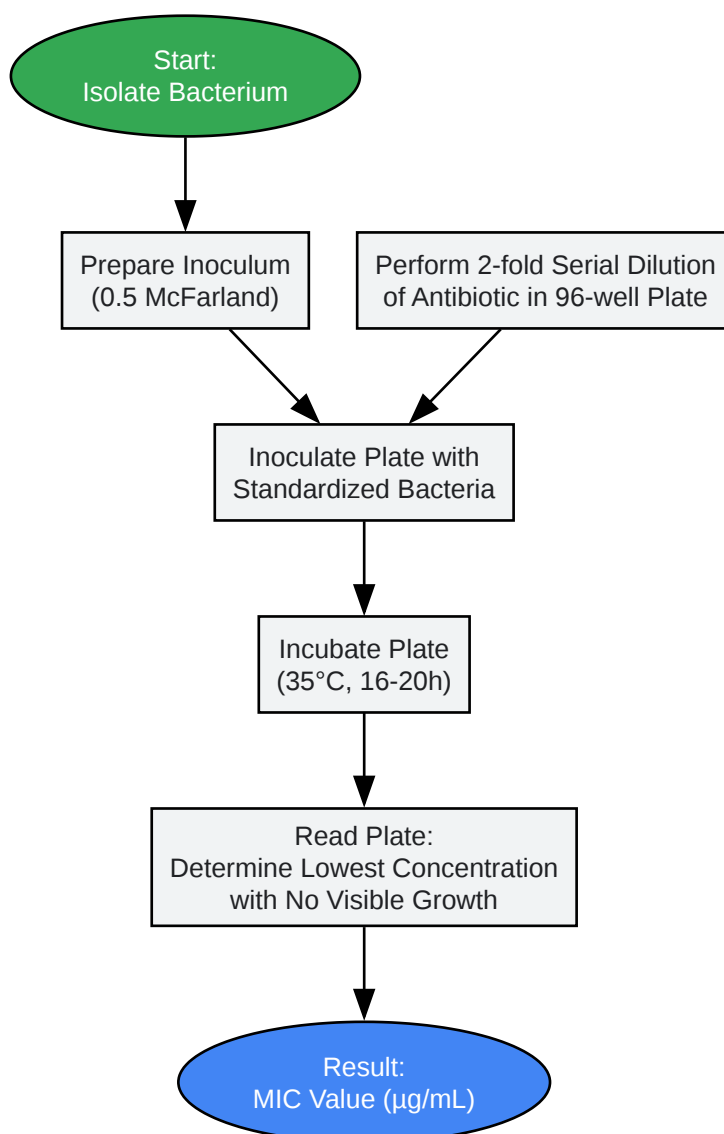 Start:
Isolate Bacterium
Prepare Inoculum
(0.5 McFarland)
Perform 2-fold Serial Dilution
of Antibiotic in 96-well Plate
Inoculate Plate with
Standardized Bacteria
Incubate Plate
(35°C, 16-20h)
Read Plate:
Determine Lowest Concentration
with No Visible Growth
Result:
MIC Value (µg/mL)